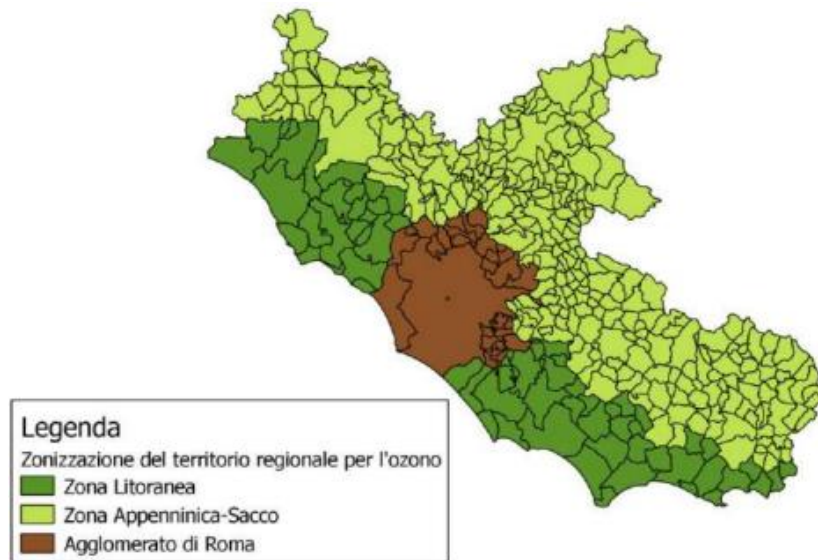 Legenda
Zonizzazione del territorio regionale per l'ozono
Zona Litoranea
Zona Appenninica-Sacco
Agglomerato di Roma